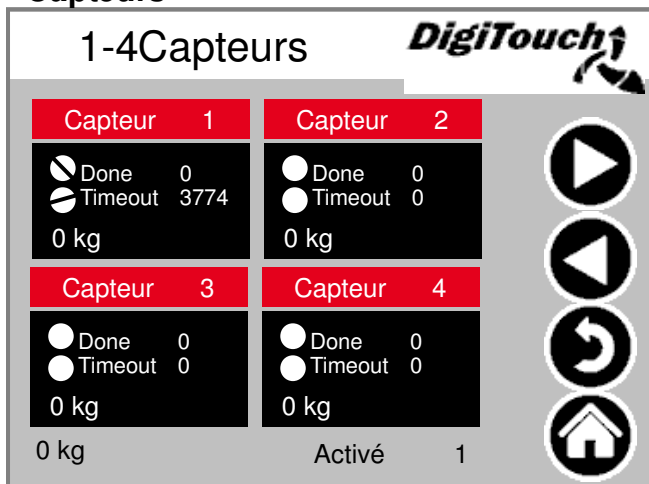 1-4Capteurs
DigiTouch
Capteur 1
Done 0
Timeout 3774
0 kg
Capteur 2
Done 0
Timeout 0
0 kg
Capteur 3
Done 0
Timeout 0
0 kg
Capteur 4
Done 0
Timeout 0
0 kg
0 kg
Activé 1